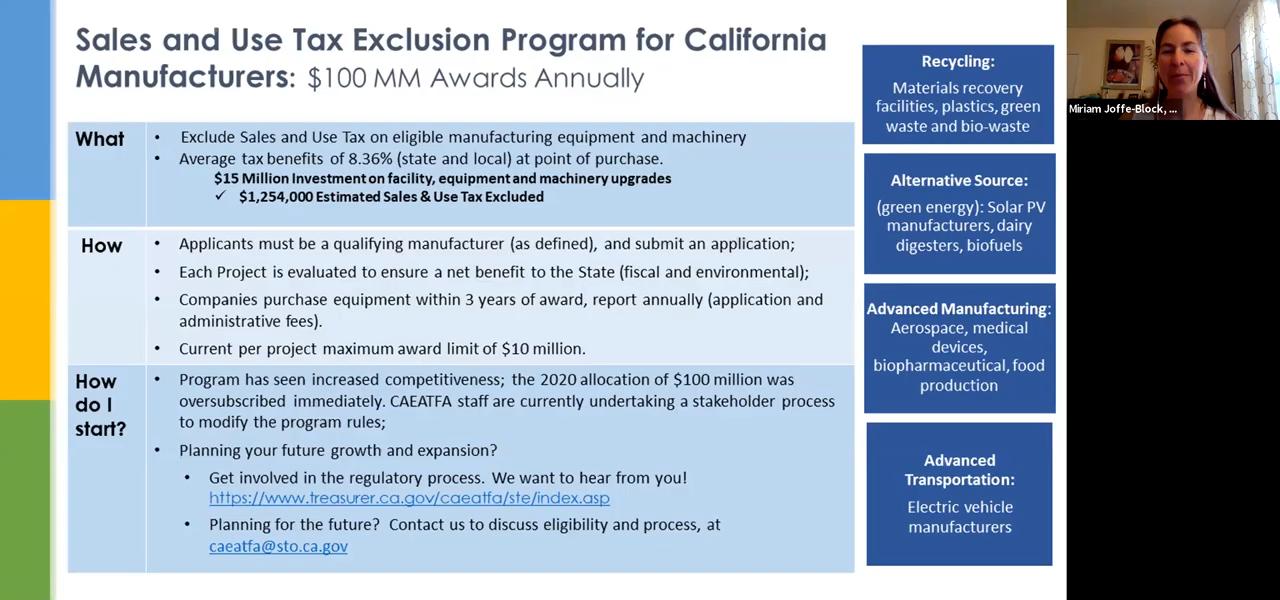 Sales and Use Tax Exclusion Program for California
Manufacturers: $100 MM Awards Annually
What
• Exclude Sales and Use Tax on eligible manufacturing equipment and machinery
• Average tax benefits of 8.36% (state and local) at point of purchase.
$15 Million Investment on facility, equipment and machinery upgrades
✓ $1,254,000 Estimated Sales & Use Tax Excluded
How
• Applicants must be a qualifying manufacturer (as defined), and submit an application;
• Each Project is evaluated to ensure a net benefit to the State (fiscal and environmental);
• Companies purchase equipment within 3 years of award, report annually (application and
administrative fees).
• Current per project maximum award limit of $10 million.
How
do I
start?
• Program has seen increased competitiveness; the 2020 allocation of $100 million was
oversubscribed immediately. CAEATFA staff are currently undertaking a stakeholder process
to modify the program rules;
• Planning your future growth and expansion?
• Get involved in the regulatory process. We want to hear from you!
https://www.treasurer.ca.gov/caeatfa/ste/index.asp
• Planning for the future? Contact us to discuss eligibility and process, at
caeatfa@sto.ca.gov
Recycling:
Materials recovery
facilities, plastics, green
waste and bio-waste
Alternative Source:
(green energy): Solar PV
manufacturers, dairy
digesters, biofuels
Advanced Manufacturing:
Aerospace, medical
devices,
biopharmaceutical, food
production
Advanced
Transportation:
Electric vehicle
manufacturers
Miriam Joffe-Block, ...